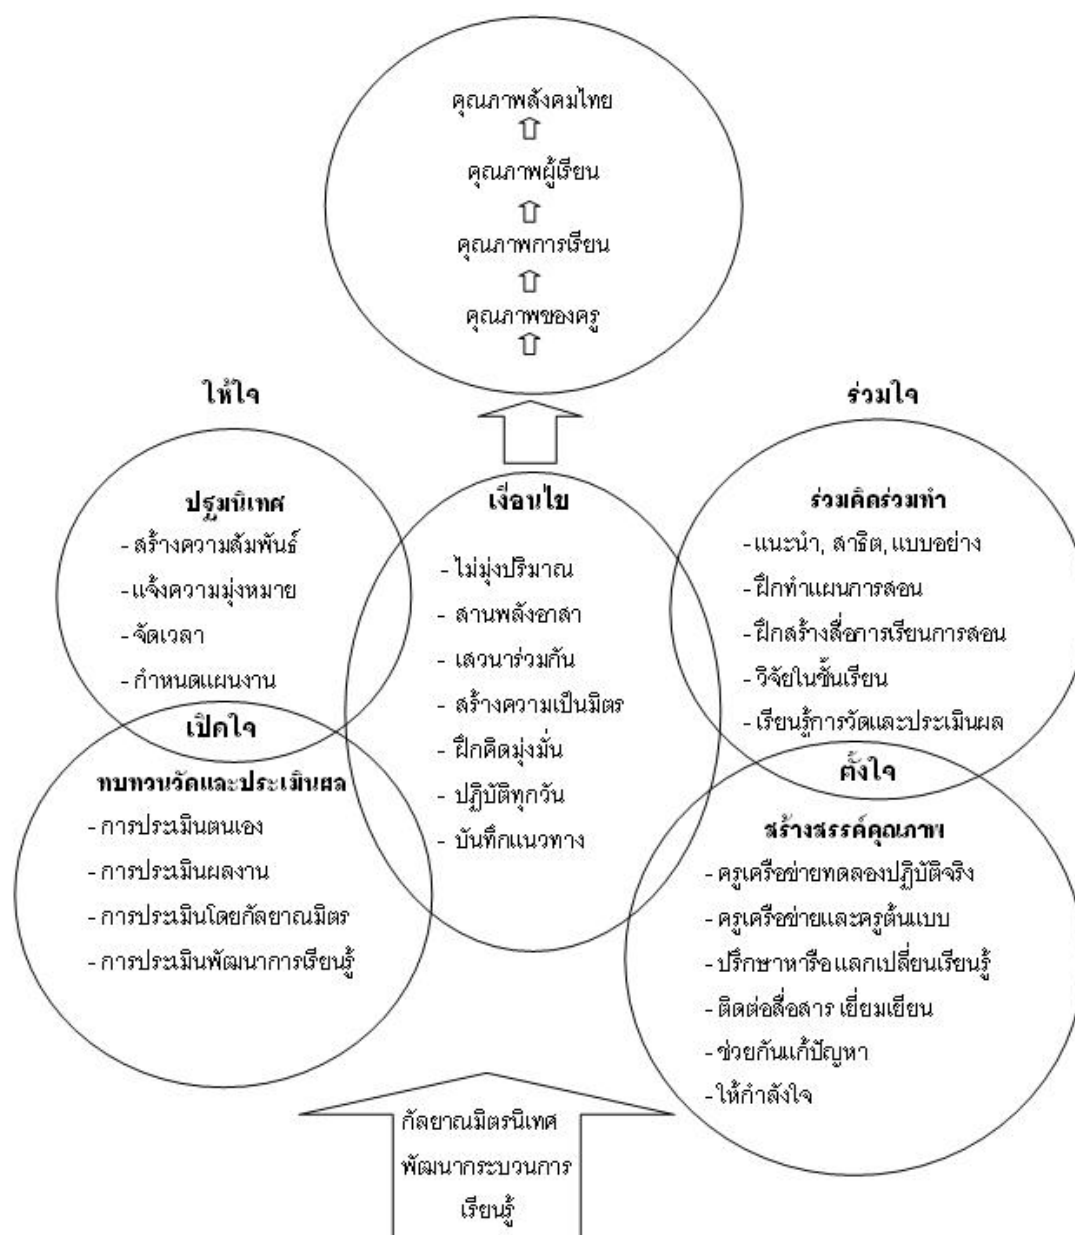 คุณภาพสังคมไทย
คุณภาพผู้เรียน
คุณภาพการเรียน
คุณภาพของครู
ให้ใจ
ปฐมนิเทศ
- สร้างความสัมพันธ์
- แจ้งความมุ่งหมาย
- จัดเวลา
- กำหนดแผนงาน
เปิดใจ
ทบทวนวัดและประเมินผล
- การประเมินตนเอง
- การประเมินผลงาน
- การประเมินโดยกัลยาณมิตร
- การประเมินพัฒนาการเรียนรู้
เงื่อนไข
- ไม่มุ่งปริมาณ
- สานพลังอาสา
- เสวนาร่วมกัน
- สร้างความเป็นมิตร
- ฝึกคิดมุ่งมั่น
- ปฏิบัติทุกวัน
- บันทึกแนวทาง
ร่วมใจ
ร่วมคิดร่วมทำ
- แนะนำ, สาธิต, แบบอย่าง
- ฝึกทำแผนการสอน
- ฝึกสร้างสื่อการเรียนการสอน
- วิจัยในชั้นเรียน
- เรียนรู้การวัดและประเมินผล
ตั้งใจ
สร้างสรรค์คุณภาพ
- ครูเครือข่ายทดลองปฏิบัติจริง
- ครูเครือข่ายและครูต้นแบบ
- ปรึกษาหารือแลกเปลี่ยนเรียนรู้
- ติดต่อสื่อสาร เยี่ยมเยียน
- ช่วยกันแก้ปัญหา
- ให้กำลังใจ
กัลยาณมิตรนิเทศ
พัฒนากระบวนการ
เรียนรู้